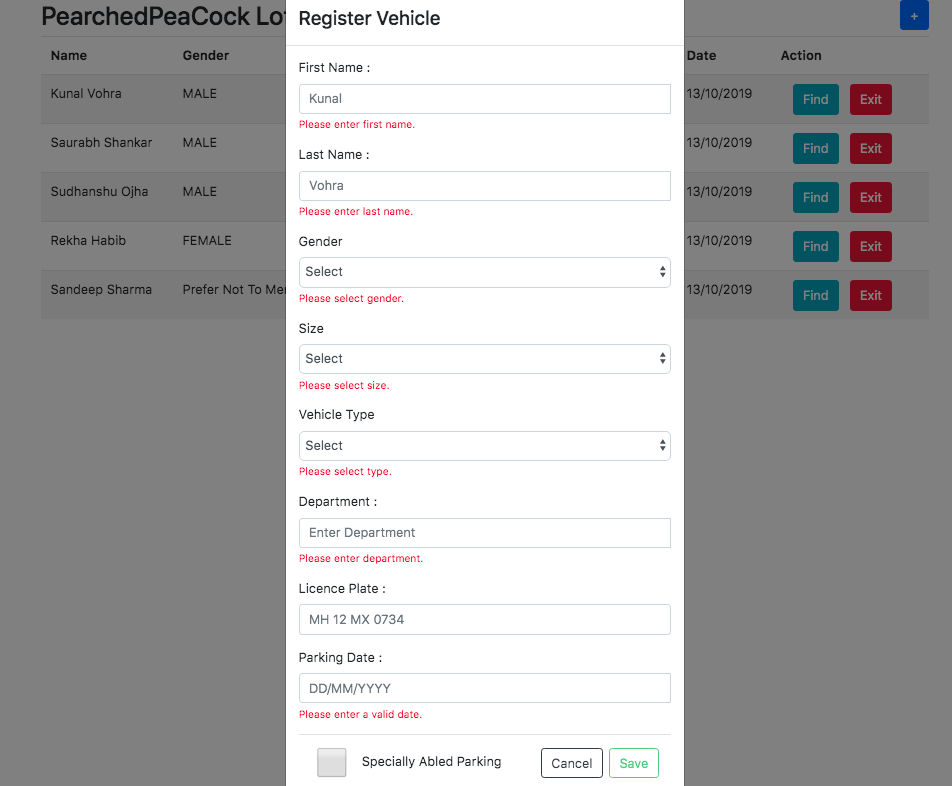 PearchedPeaCock Lo
+
Name Gender Date Action
Kunal Vohra MALE 13/10/2019 Find Exit
Saurabh Shankar MALE 13/10/2019 Find Exit
Sudhanshu Ojha MALE 13/10/2019 Find Exit
Rekha Habib FEMALE 13/10/2019 Find Exit
Sandeep Sharma Prefer Not To Me 13/10/2019 Find Exit
Register Vehicle
First Name :
Kunal
Please enter first name.
Last Name :
Vohra
Please enter last name.
Gender
Select
Please select gender.
Size
Select
Please select size.
Vehicle Type
Select
Please select type.
Department :
Enter Department
Please enter department.
Licence Plate :
MH 12 MX 0734
Parking Date :
DD/MM/YYYY
Please enter a valid date.
Specially Abled Parking Cancel Save